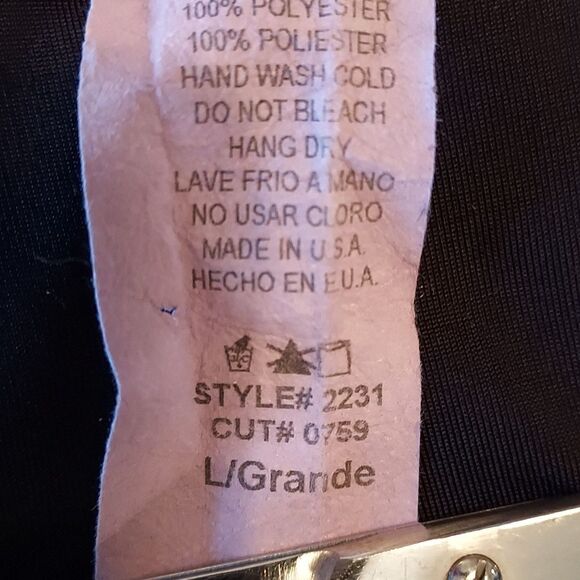 100% POLYESTER
100% POLIESTER
HAND WASH COLD
DO NOT BLEACH
HANG DRY
LAVE FRIO A MANO
NO USAR CLORO
MADE IN U.S.A.
HECHO EN E.U.A.
STYLE# 2231
CUT# 0759
L/Grande